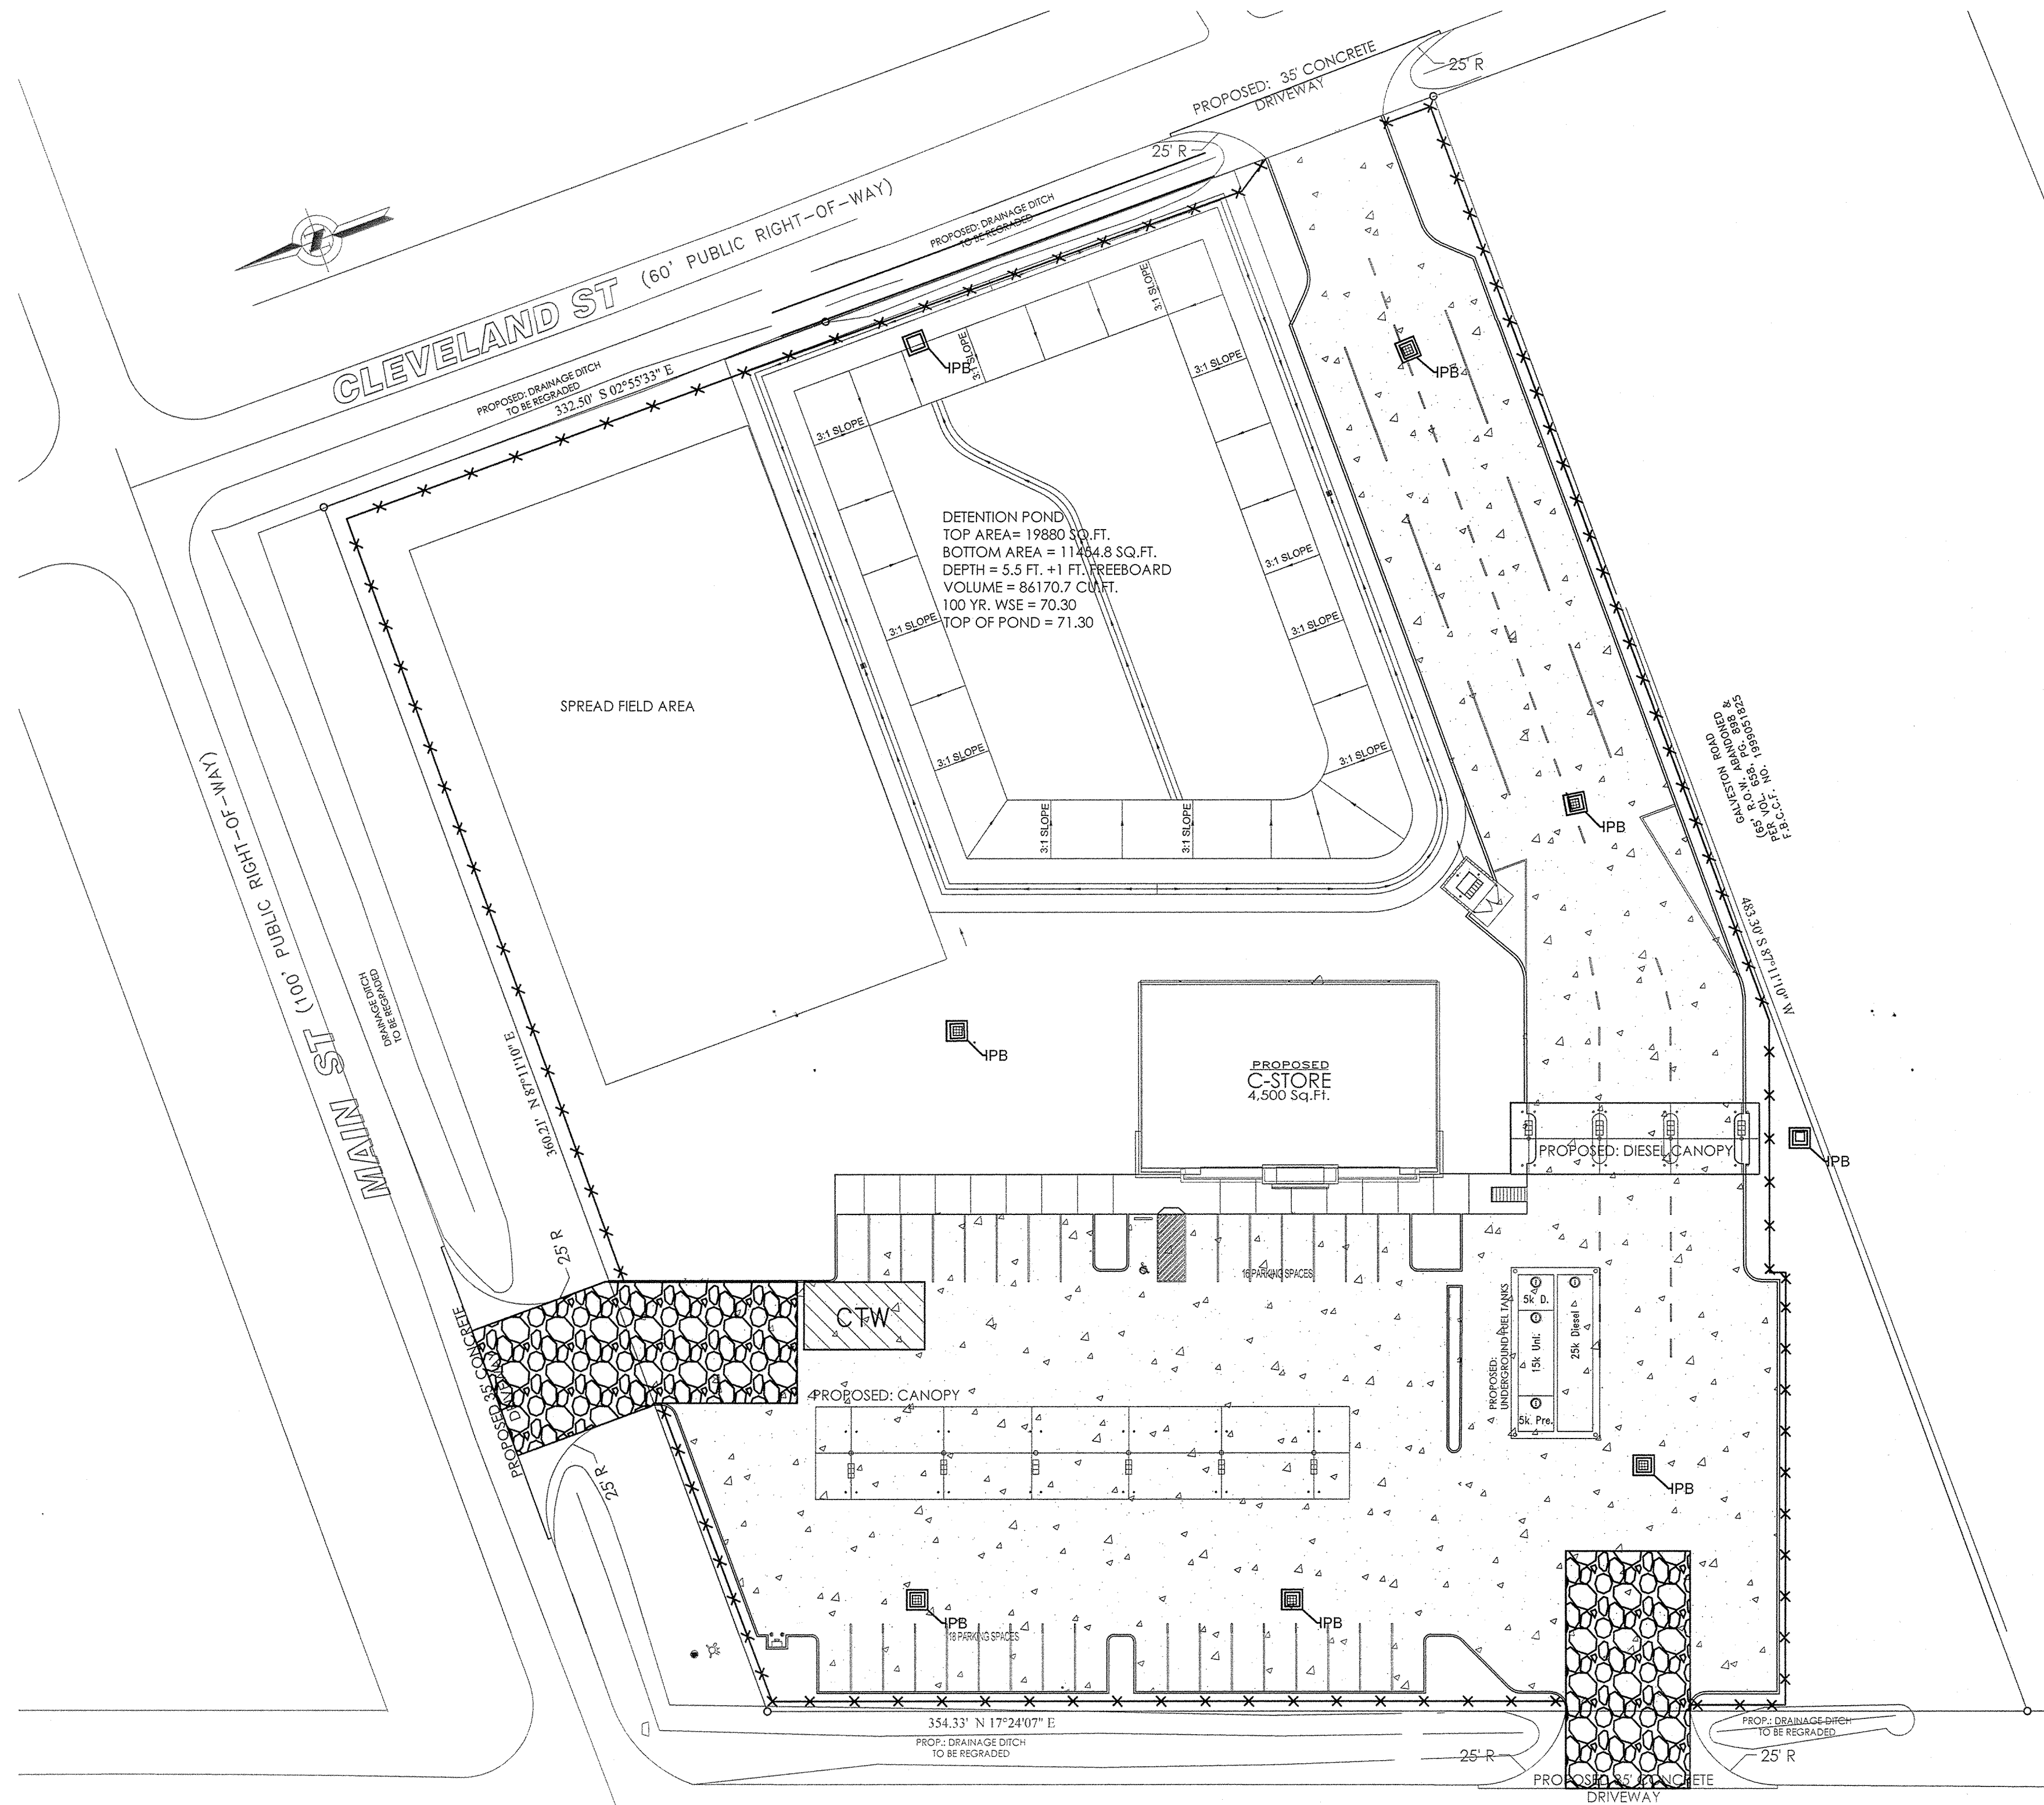 PROPOSED: 35' CONCRETE
DRIVEWAY
25' R
25' R
CLEVELAND ST (60' PUBLIC RIGHT-OF-WAY)
PROPOSED: DRAINAGE DITCH
TO BE REGRADED
PROPOSED: DRAINAGE DITCH
TO BE REGRADED
332.50' S 02°55'33" E
IPB
IPB
3:1 SLOPE
3:1 SLOPE
3:1 SLOPE
3:1 SLOPE
3:1 SLOPE
3:1 SLOPE
3:1 SLOPE
3:1 SLOPE
3:1 SLOPE
3:1 SLOPE
3:1 SLOPE
DETENTION POND
TOP AREA= 19880 SQ.FT.
BOTTOM AREA = 11454.8 SQ.FT.
DEPTH = 5.5 FT. +1 FT. FREEBOARD
VOLUME = 86170.7 CU.FT.
100 YR. WSE = 70.30
TOP OF POND = 71.30
SPREAD FIELD AREA
GALVESTON ROAD
(65' R.O.W. ABANDONED
PER VOL. 658, PG. 898 &
F.B.C.C.F. NO. 1999051825
483.30' S 87°11'10" W
MAIN ST (100' PUBLIC RIGHT-OF-WAY)
DRAINAGE DITCH
TO BE REGRADED
360.21' N 87°11'10" E
IPB
IPB
PROPOSED
C-STORE
4,500 Sq.Ft.
PROPOSED: DIESEL CANOPY
IPB
25' R
16 PARKING SPACES
CTW
PROPOSED 35' CONCRETE
DRIVEWAY
PROPOSED: CANOPY
PROPOSED:
UNDERGROUND FUEL TANKS
5k D.
15k Unl.
5k. Pre.
25k Diesel
25' R
IPB
IPB
IPB
18 PARKING SPACES
354.33' N 17°24'07" E
PROP.: DRAINAGE DITCH
TO BE REGRADED
PROP.: DRAINAGE DITCH
TO BE REGRADED
25' R
25' R
PROPOSED 35' CONCRETE
DRIVEWAY